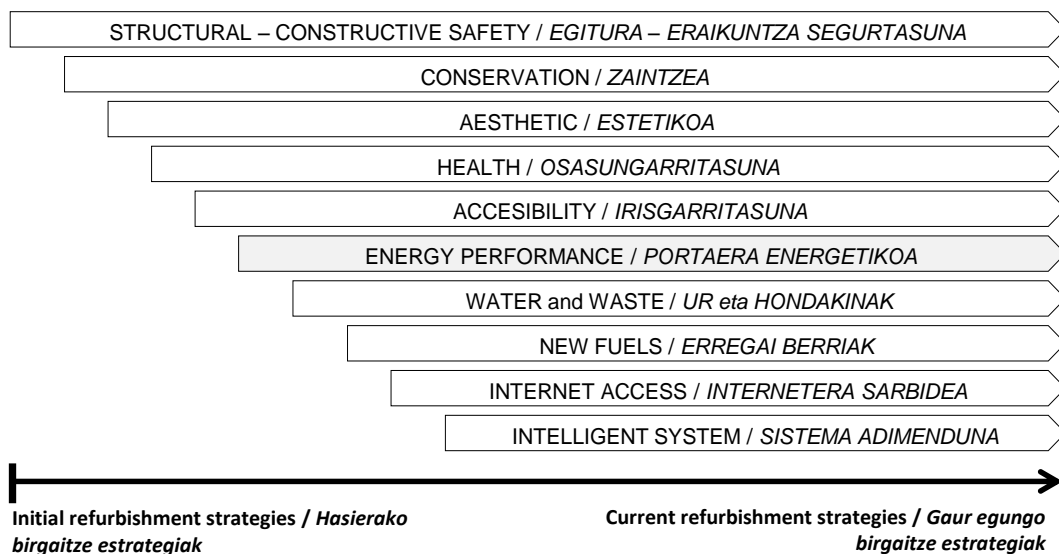 STRUCTURAL – CONSTRUCTIVE SAFETY / EGITURA – ERAIKUNTZA SEGURTASUNA
CONSERVATION / ZAINTZEA
AESTHETIC / ESTETIKOA
HEALTH / OSASUNGARRITASUNA
ACCESIBILITY / IRISGARRITASUNA
ENERGY PERFORMANCE / PORTAERA ENERGETIKOA
WATER and WASTE / UR eta HONDAKINAK
NEW FUELS / ERREGAI BERRIAK
INTERNET ACCESS / INTERNETERA SARBIDEA
INTELLIGENT SYSTEM / SISTEMA ADIMENDUNA
Initial refurbishment strategies / Hasierako
birgaitze estrategiak
Current refurbishment strategies / Gaur egungo
birgaitze estrategiak